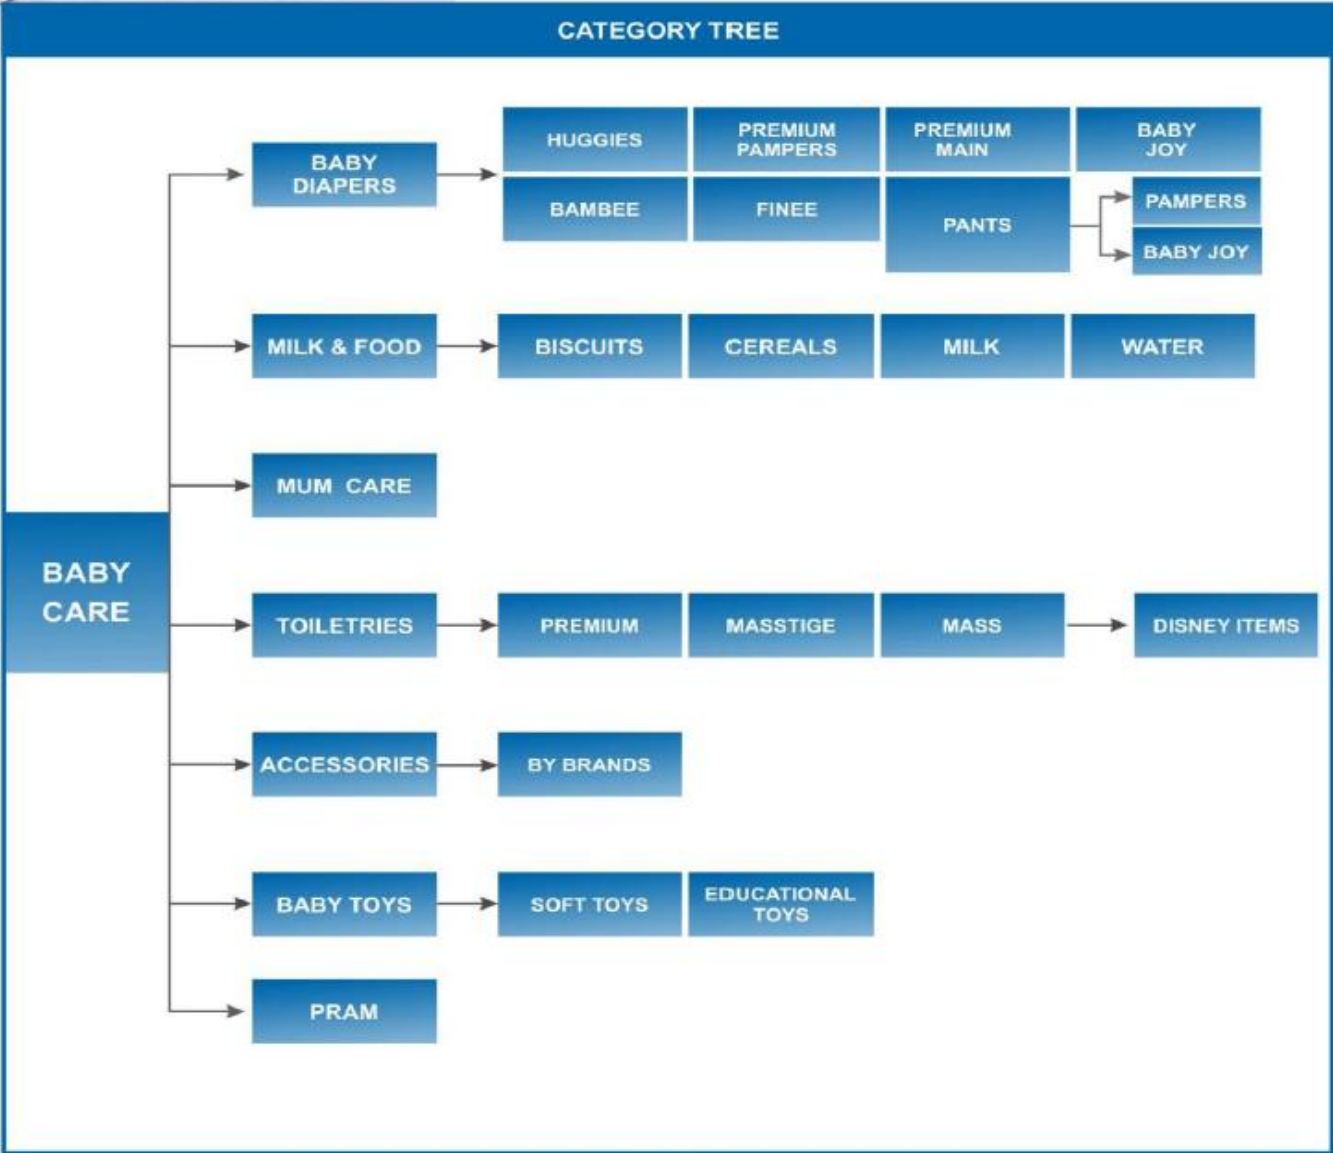 CATEGORY TREE
BABY
DIAPERS
HUGGIES
PREMIUM
PAMPERS
PREMIUM
MAIN
BABY
JOY
BAMBEE
FINEE
PANTS
PAMPERS
BABY JOY
MILK & FOOD
BISCUITS
CEREALS
MILK
WATER
MUM CARE
BABY
CARE
TOILETRIES
PREMIUM
MASSTIGE
MASS
DISNEY ITEMS
ACCESSORIES
BY BRANDS
BABY TOYS
SOFT TOYS
EDUCATIONAL
TOYS
PRAM